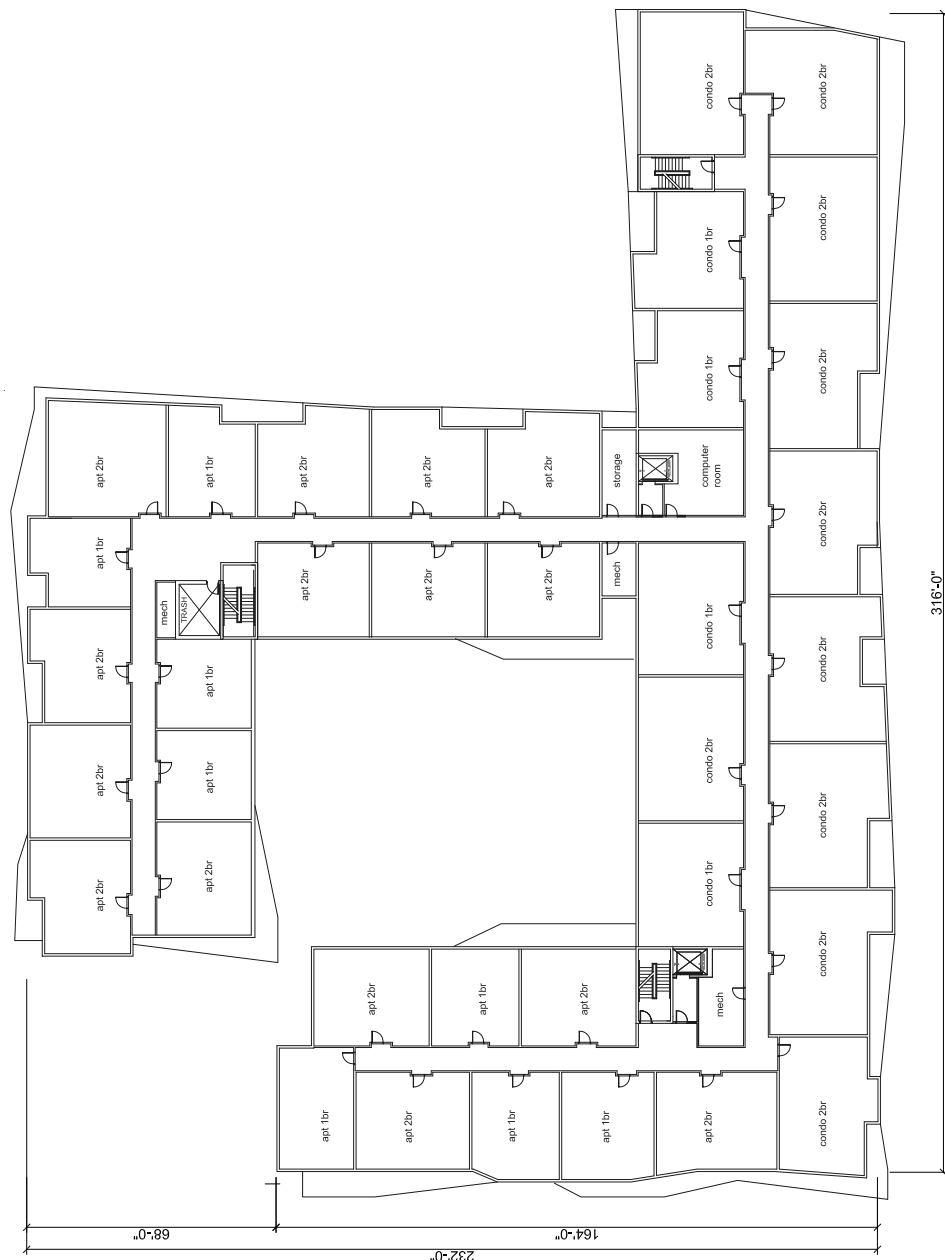 condo 2br
condo 2br
condo 2br
condo 1br
condo 1br
condo 2br
apt 2br
apt 1br
apt 2br
apt 2br
apt 2br
storage
computer
room
condo 2br
apt 1br
mech
TRASH
apt 2br
apt 2br
apt 2br
mech
condo 1br
316'-0"
apt 2br
apt 1br
condo 2br
apt 2br
apt 1br
condo 2br
condo 2br
apt 2br
apt 2br
condo 1br
condo 2br
apt 2br
apt 1br
apt 2br
mech
apt 1br
apt 2br
apt 1br
apt 1br
apt 2br
condo 2br
68'-0"
164'-0"
232'-0"